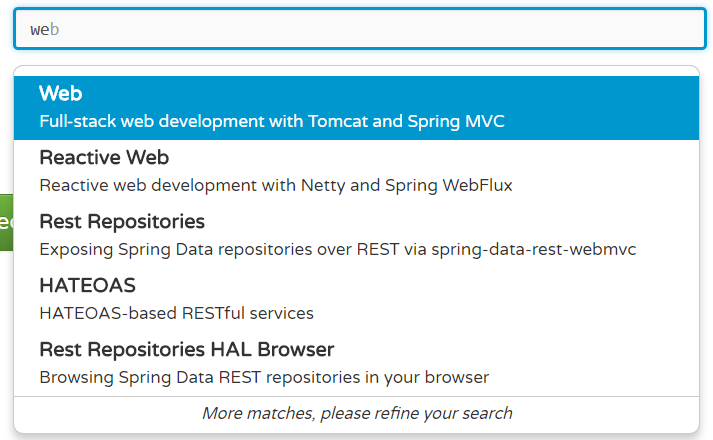 web
Web
Full-stack web development with Tomcat and Spring MVC
Reactive Web
Reactive web development with Netty and Spring WebFlux
Rest Repositories
Exposing Spring Data repositories over REST via spring-data-rest-webmvc
HATEOAS
HATEOAS-based RESTful services
Rest Repositories HAL Browser
Browsing Spring Data REST repositories in your browser
More matches, please refine your search